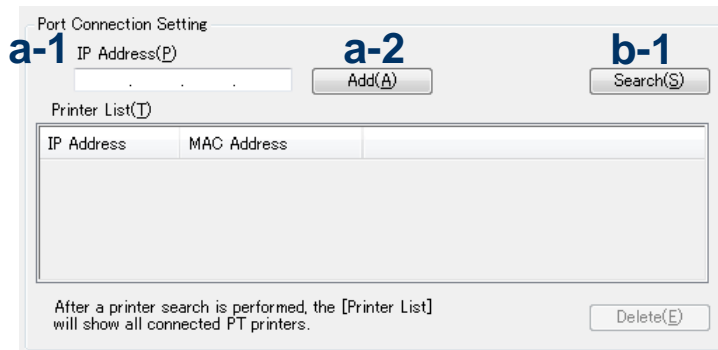 Port Connection Setting
a-1 IP Address(P) a-2 b-1
. . . Add(A) Search(S)
Printer List(T)
IP Address MAC Address
After a printer search is performed, the [Printer List]
will show all connected PT printers.
Delete(E)